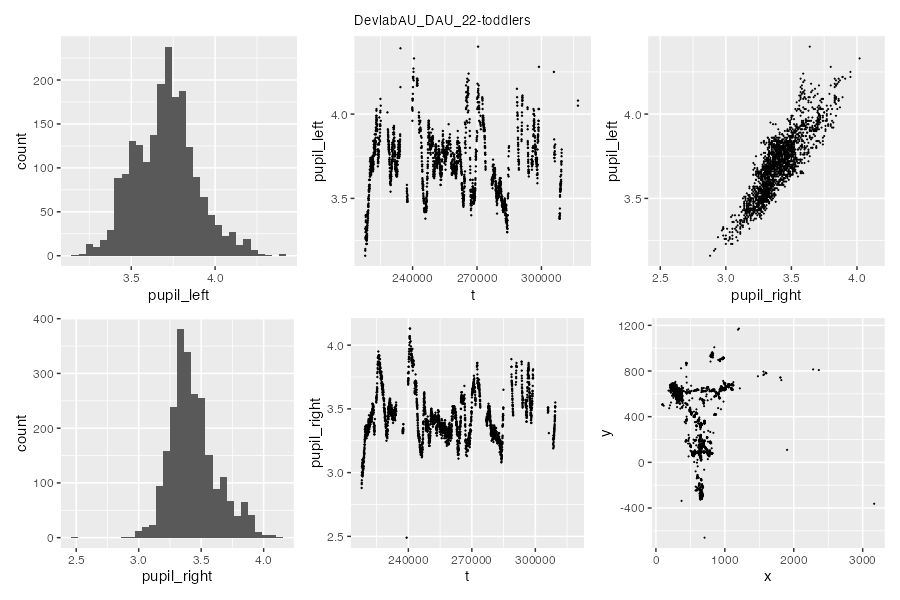 DevlabAU_DAU_22-toddlers
200
150
100
50
0
count
3.5 4.0
pupil_left
4.0
3.5
pupil_left
240000 270000 300000
t
4.0
3.5
pupil_left
2.5 3.0 3.5 4.0
pupil_right
400
300
200
100
0
count
2.5 3.0 3.5 4.0
pupil_right
4.0
3.5
3.0
2.5
pupil_right
240000 270000 300000
t
1200
800
400
0
-400
y
0 1000 2000 3000
x